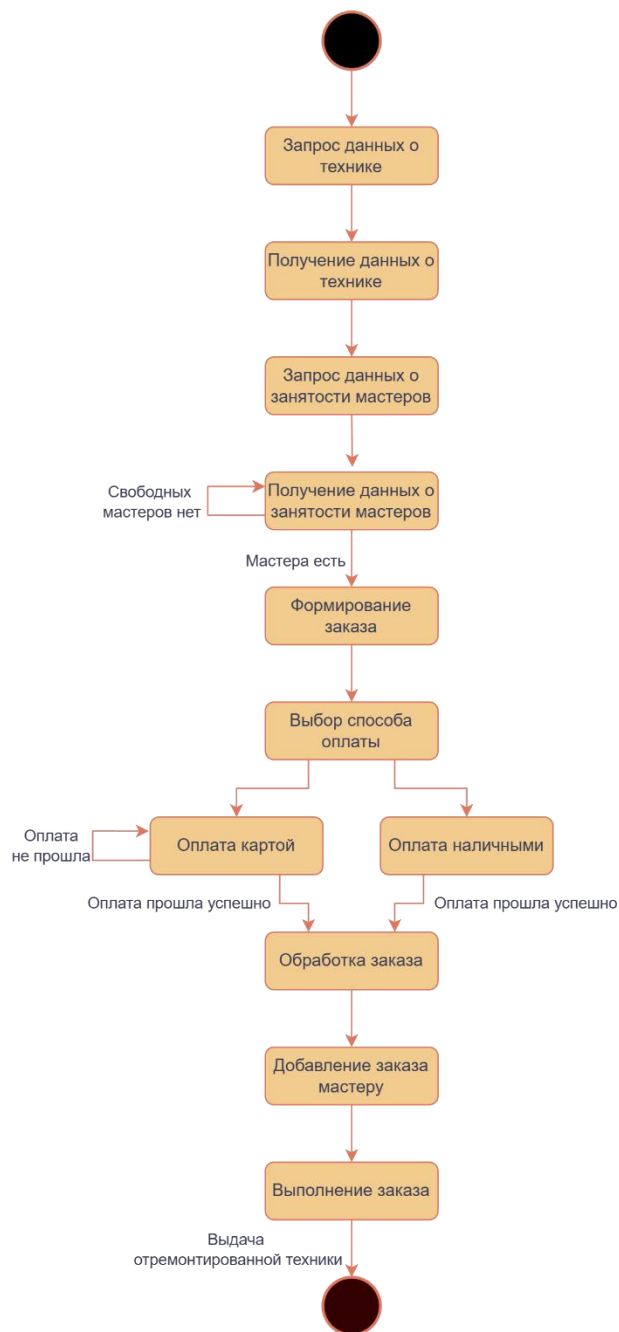 Запрос данных о
технике
Получение данных о
технике
Запрос данных о
занятости мастеров
Свободных
мастеров нет
Получение данных о
занятости мастеров
Мастера есть
Формирование
заказа
Выбор способа
оплаты
Оплата
не прошла
Оплата картой
Оплата наличными
Оплата прошла успешно
Оплата прошла успешно
Обработка заказа
Добавление заказа
мастеру
Выполнение заказа
Выдача
отремонтированной техники